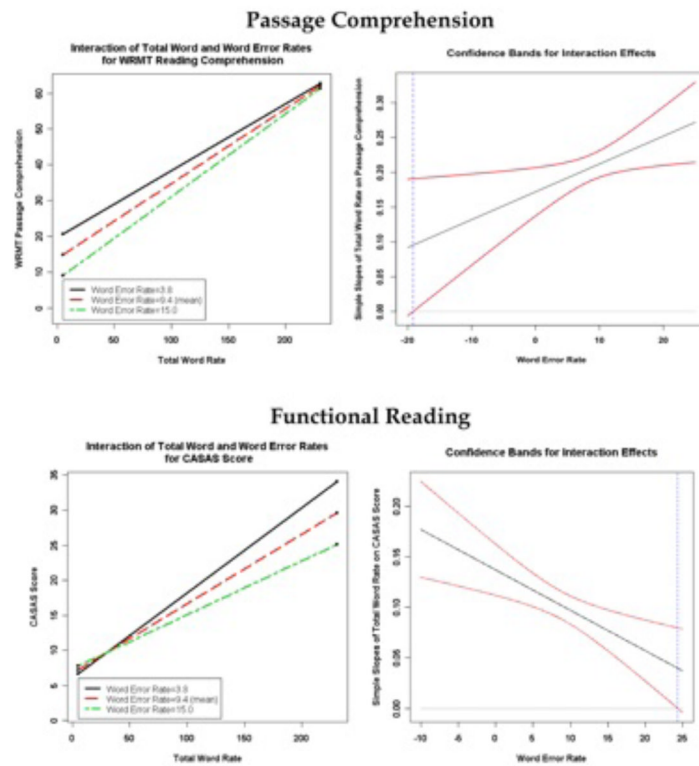 Passage Comprehension
Interaction of Total Word and Word Error Rates
for WRMT Reading Comprehension
WRMT Passage Comprehension
60
50
40
30
20
10
0
Word Error Rate=3.8
Word Error Rate=9.4 (mean)
Word Error Rate=15.0
0
50
100
150
200
Total Word Rate
Confidence Bands for Interaction Effects
Simple Slopes of Total Word Rate on Passage Comprehension
0.30
0.25
0.20
0.15
0.10
0.05
0.00
-20
-10
0
10
20
Word Error Rate
Functional Reading
Interaction of Total Word and Word Error Rates
for CASAS Score
CASAS Score
35
30
25
20
15
10
5
0
Word Error Rate=3.8
Word Error Rate=9.4 (mean)
Word Error Rate=15.0
0
50
100
150
200
Total Word Rate
Confidence Bands for Interaction Effects
Simple Slopes of Total Word Rate on CASAS Score
0.20
0.15
0.10
0.05
0.00
-10
-5
0
5
10
15
20
25
Word Error Rate